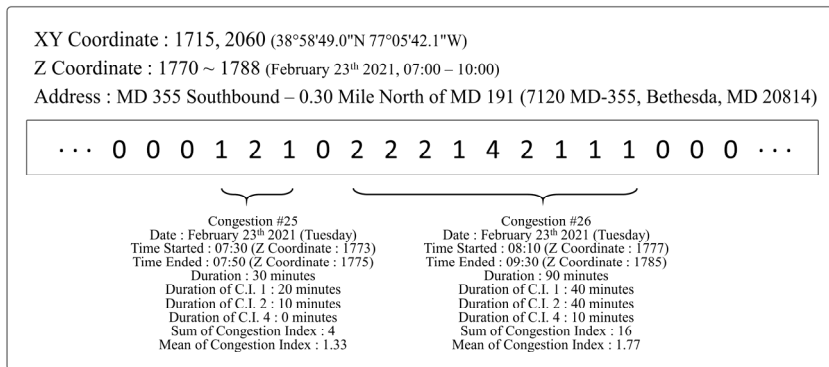 XY Coordinate : 1715, 2060 (38°58'49.0"N 77°05'42.1"W)
Z Coordinate : 1770 ~ 1788 (February 23th 2021, 07:00 – 10:00)
Address : MD 355 Southbound – 0.30 Mile North of MD 191 (7120 MD-355, Bethesda, MD 20814)
··· 0 0 0 1 2 1 0 2 2 2 1 4 2 1 1 1 0 0 0 ···
Congestion #25
Date : February 23th 2021 (Tuesday)
Time Started : 07:30 (Z Coordinate : 1773)
Time Ended : 07:50 (Z Coordinate : 1775)
Duration : 30 minutes
Duration of C.I. 1 : 20 minutes
Duration of C.I. 2 : 10 minutes
Duration of C.I. 4 : 0 minutes
Sum of Congestion Index : 4
Mean of Congestion Index : 1.33
Congestion #26
Date : February 23th 2021 (Tuesday)
Time Started : 08:10 (Z Coordinate : 1777)
Time Ended : 09:30 (Z Coordinate : 1785)
Duration : 90 minutes
Duration of C.I. 1 : 40 minutes
Duration of C.I. 2 : 40 minutes
Duration of C.I. 4 : 10 minutes
Sum of Congestion Index : 16
Mean of Congestion Index : 1.77